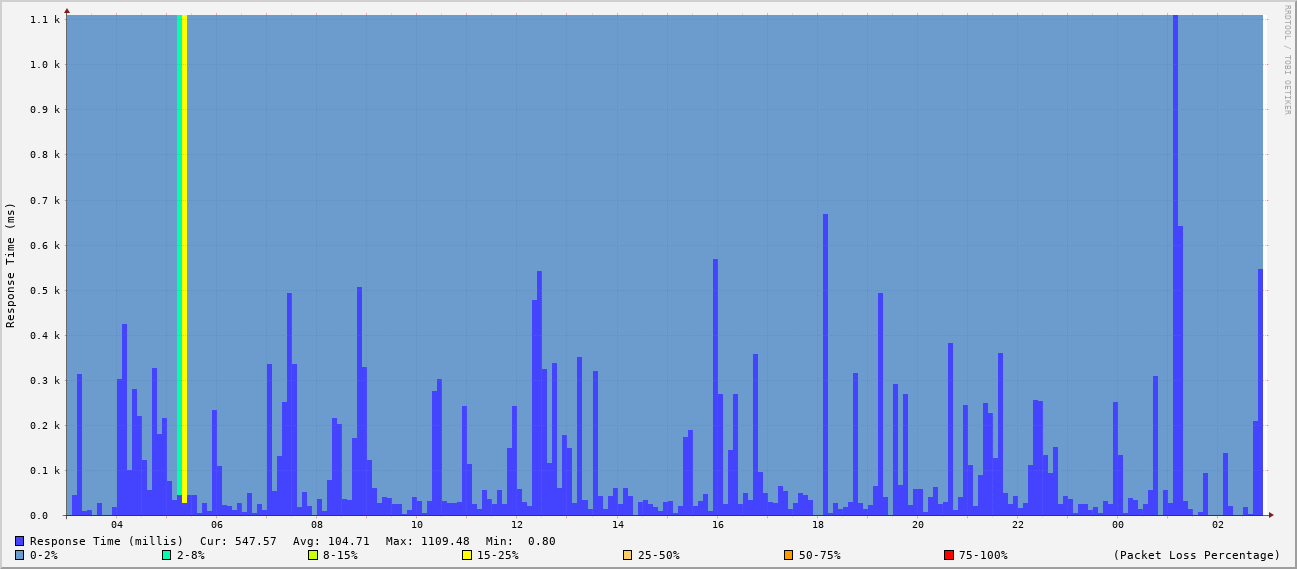 1.1 k
1.0 k
0.9 k
0.8 k
0.7 k
0.6 k
0.5 k
0.4 k
0.3 k
0.2 k
0.1 k
0.0
Response Time (ms)
RRDTOOL / TOBI OETIKER
04 06 08 10 12 14 16 18 20 22 00 02
Response Time (millis) Cur: 547.57 Avg: 104.71 Max: 1109.48 Min: 0.80
0-2% 2-8% 8-15% 15-25% 25-50% 50-75% 75-100% (Packet Loss Percentage)